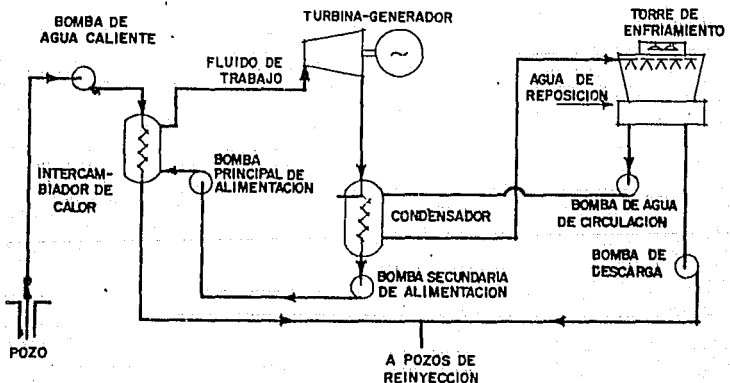 BOMBA DE
AGUA CALIENTE
TURBINA-GENERADOR
TORRE DE
ENFRIAMIENTO
FLUIDO DE
TRABAJO
~
AGUA DE
REPOSICION
INTERCAM-
BIADOR DE
CALOR
BOMBA
PRINCIPAL DE
ALIMENTACION
CONDENSADOR
BOMBA DE AGUA
DE CIRCULACION
BOMBA DE
DESCARGA
BOMBA SECUNDARIA
DE ALIMENTACION
POZO
A POZOS DE
REINYECCION